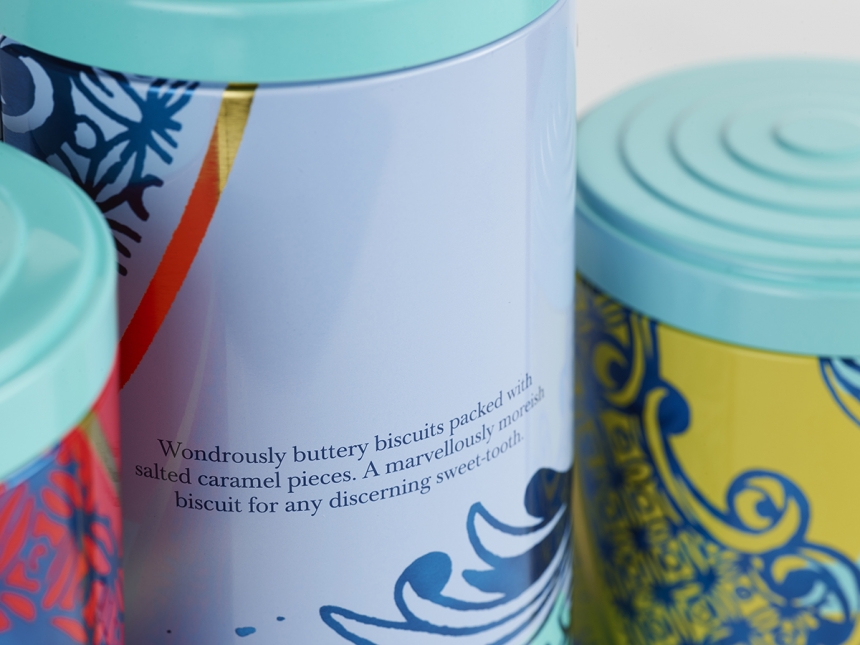 Wondrously buttery biscuits packed with
salted caramel pieces. A marvellously moreish
biscuit for any discerning sweet-tooth.